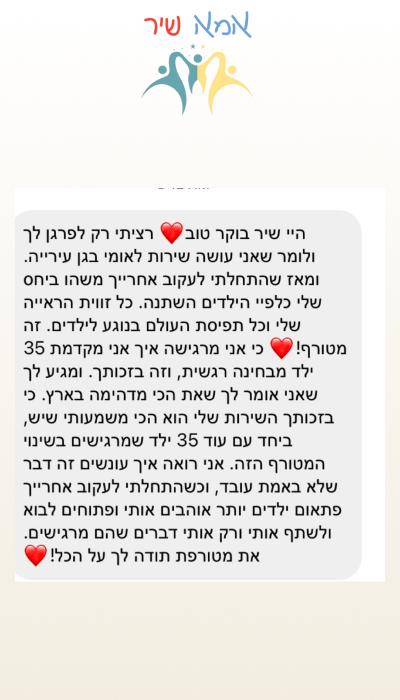 אמא שיר
היי שיר בוקר טוב❤️ רציתי רק לפרגן לך
ולומר שאני עושה שירות לאומי בגן עירייה.
ומאז שהתחלתי לעקוב אחרייך משהו ביחס
שלי כלפיי הילדים השתנה. כל זווית הראייה
שלי וכל תפיסת העולם בנוגע לילדים. זה
מטורף!❤️ כי אני מרגישה איך אני מקדמת 35
ילד מבחינה רגשית, וזה בזכותך. ומגיע לך
שאני אומר לך שאת הכי מדהימה בארץ. כי
בזכותך השירות שלי הוא הכי משמעותי שיש,
ביחד עם עוד 35 ילד שמרגישים בשינוי
המטורף הזה. אני רואה איך עונשים זה דבר
שלא באמת עובד, וכשהתחלתי לעקוב אחרייך
פתאום ילדים יותר אוהבים אותי ופתוחים לבוא
ולשתף אותי ורק אותי דברים שהם מרגישים.
את מטורפת תודה לך על הכל!❤️